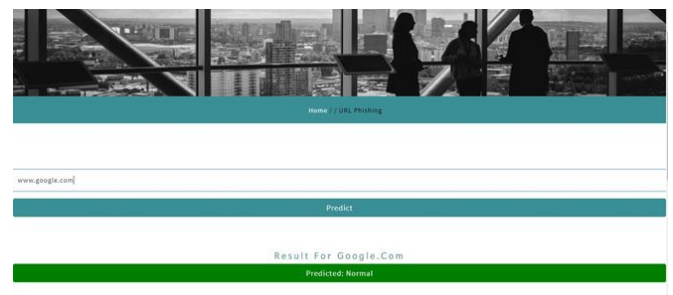 Home // URL Phishing
www.google.com
Predict
Result For Google.Com
Predicted: Normal